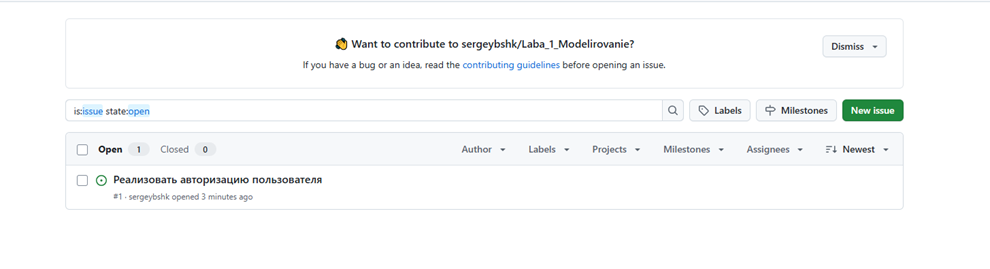 Want to contribute to sergeybshk/Laba_1_Modelirovanie?
Dismiss
If you have a bug or an idea, read the contributing guidelines before opening an issue.
is:issue state:open
Labels
Milestones
New issue
Open 1 Closed 0 Author Labels Projects Milestones Assignees Newest
Реализовать авторизацию пользователя
#1 · sergeybshk opened 3 minutes ago